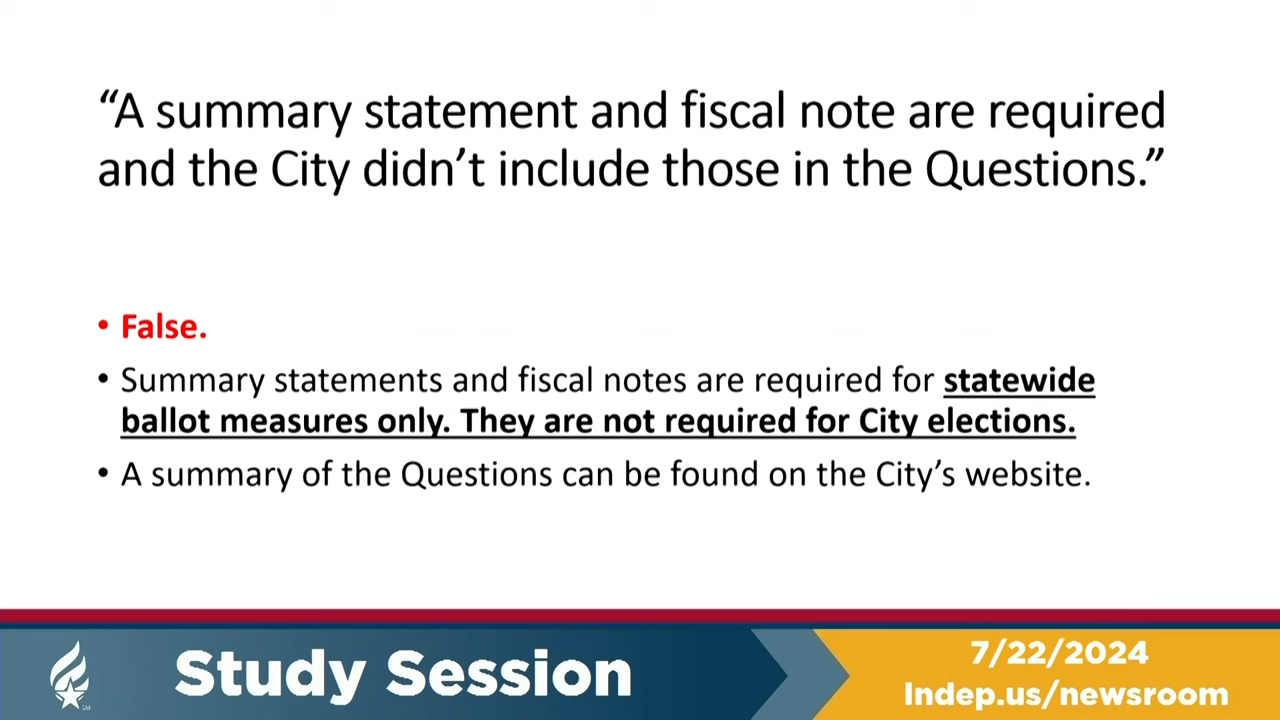 “A summary statement and fiscal note are required
and the City didn’t include those in the Questions.”
• False.
• Summary statements and fiscal notes are required for statewide
ballot measures only. They are not required for City elections.
• A summary of the Questions can be found on the City’s website.
Study Session
7/22/2024
Indep.us/newsroom